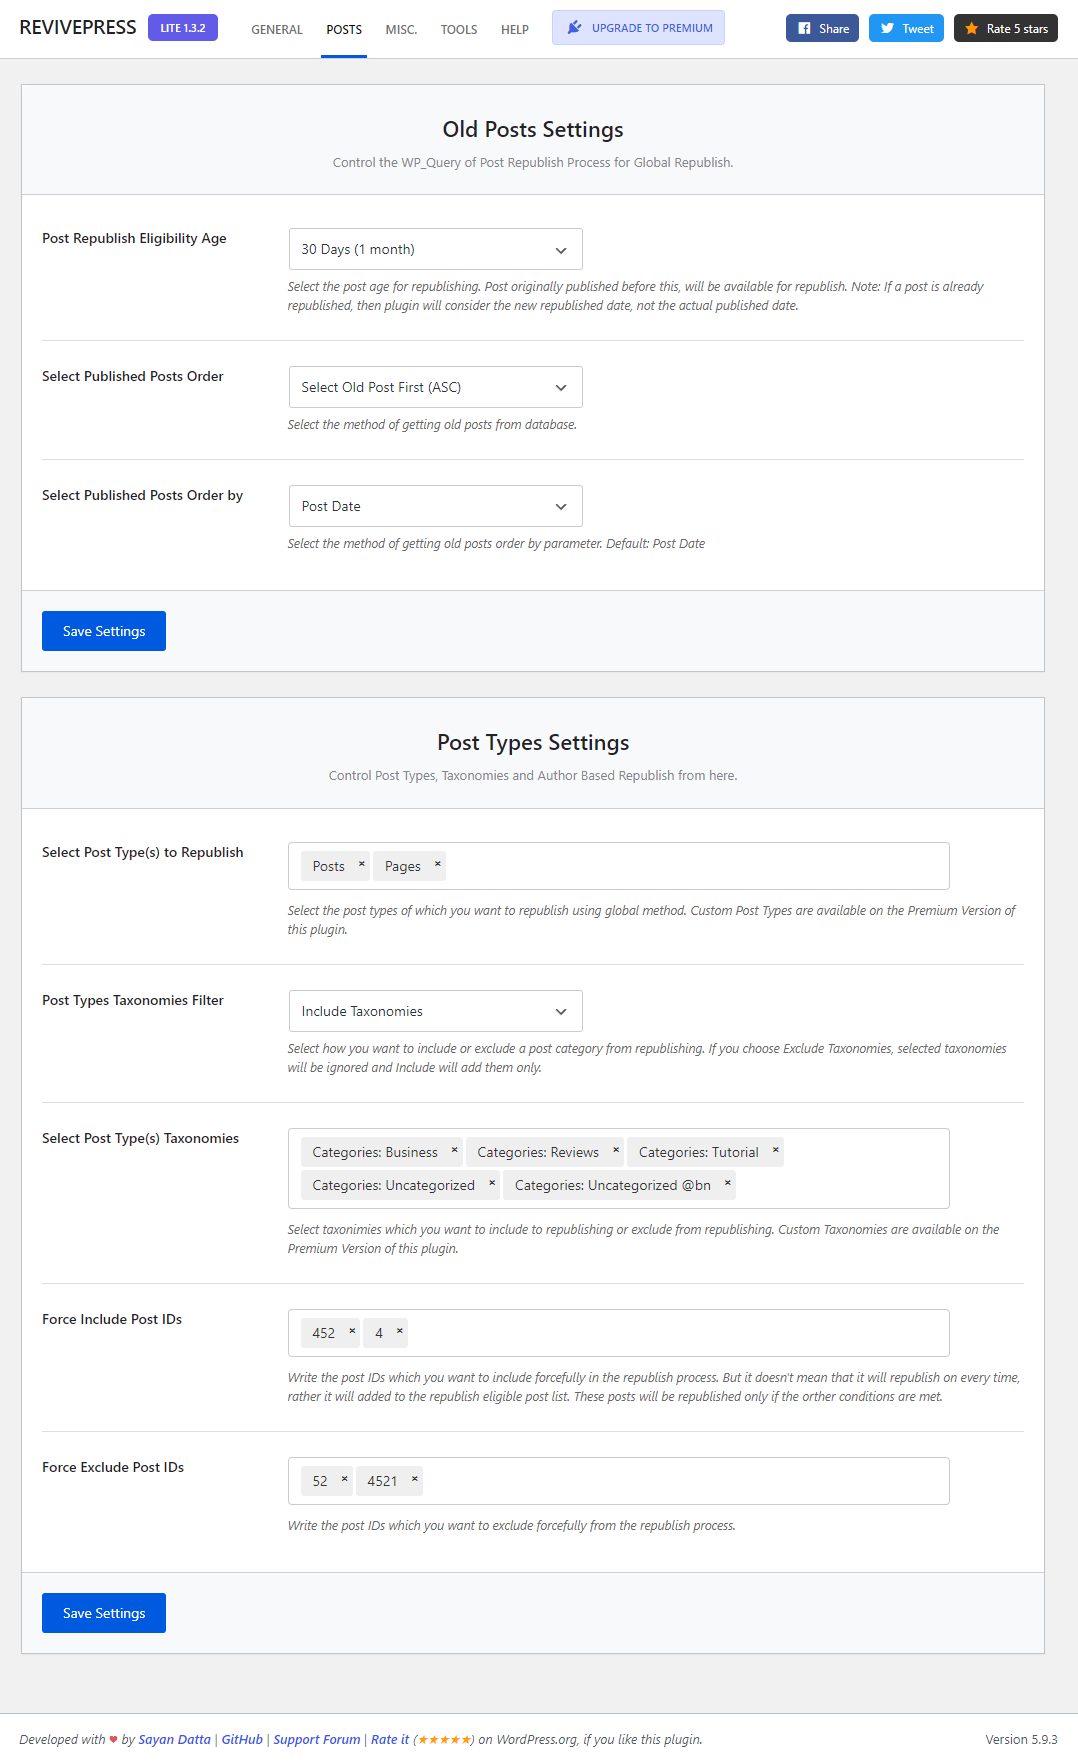 REVIVEPRESS LITE 1.3.2 GENERAL POSTS MISC. TOOLS HELP UPGRADE TO PREMIUM Share Tweet Rate 5 stars
Old Posts Settings
Control the WP_Query of Post Republish Process for Global Republish.
Post Republish Eligibility Age
30 Days (1 month)
Select the post age for republishing. Post originally published before this, will be available for republish. Note: If a post is already
republished, then plugin will consider the new republished date, not the actual published date.
Select Published Posts Order
Select Old Post First (ASC)
Select the method of getting old posts from database.
Select Published Posts Order by
Post Date
Select the method of getting old posts order by parameter. Default: Post Date
Save Settings
Post Types Settings
Control Post Types, Taxonomies and Author Based Republish from here.
Select Post Type(s) to Republish
Posts × Pages ×
Select the post types of which you want to republish using global method. Custom Post Types are available on the Premium Version of
this plugin.
Post Types Taxonomies Filter
Include Taxonomies
Select how you want to include or exclude a post category from republishing. If you choose Exclude Taxonomies, selected taxonomies
will be ignored and Include will add them only.
Select Post Type(s) Taxonomies
Categories: Business × Categories: Reviews × Categories: Tutorial ×
Categories: Uncategorized × Categories: Uncategorized @bn ×
Select taxonimies which you want to include to republishing or exclude from republishing. Custom Taxonomies are available on the
Premium Version of this plugin.
Force Include Post IDs
452 × 4 ×
Write the post IDs which you want to include forcefully in the republish process. But it doesn't mean that it will republish on every time,
rather it will added to the republish eligible post list. These posts will be republished only if the orther conditions are met.
Force Exclude Post IDs
52 × 4521 ×
Write the post IDs which you want to exclude forcefully from the republish process.
Save Settings
Developed with ♥ by Sayan Datta | GitHub | Support Forum | Rate it (★★★★★) on WordPress.org, if you like this plugin. Version 5.9.3